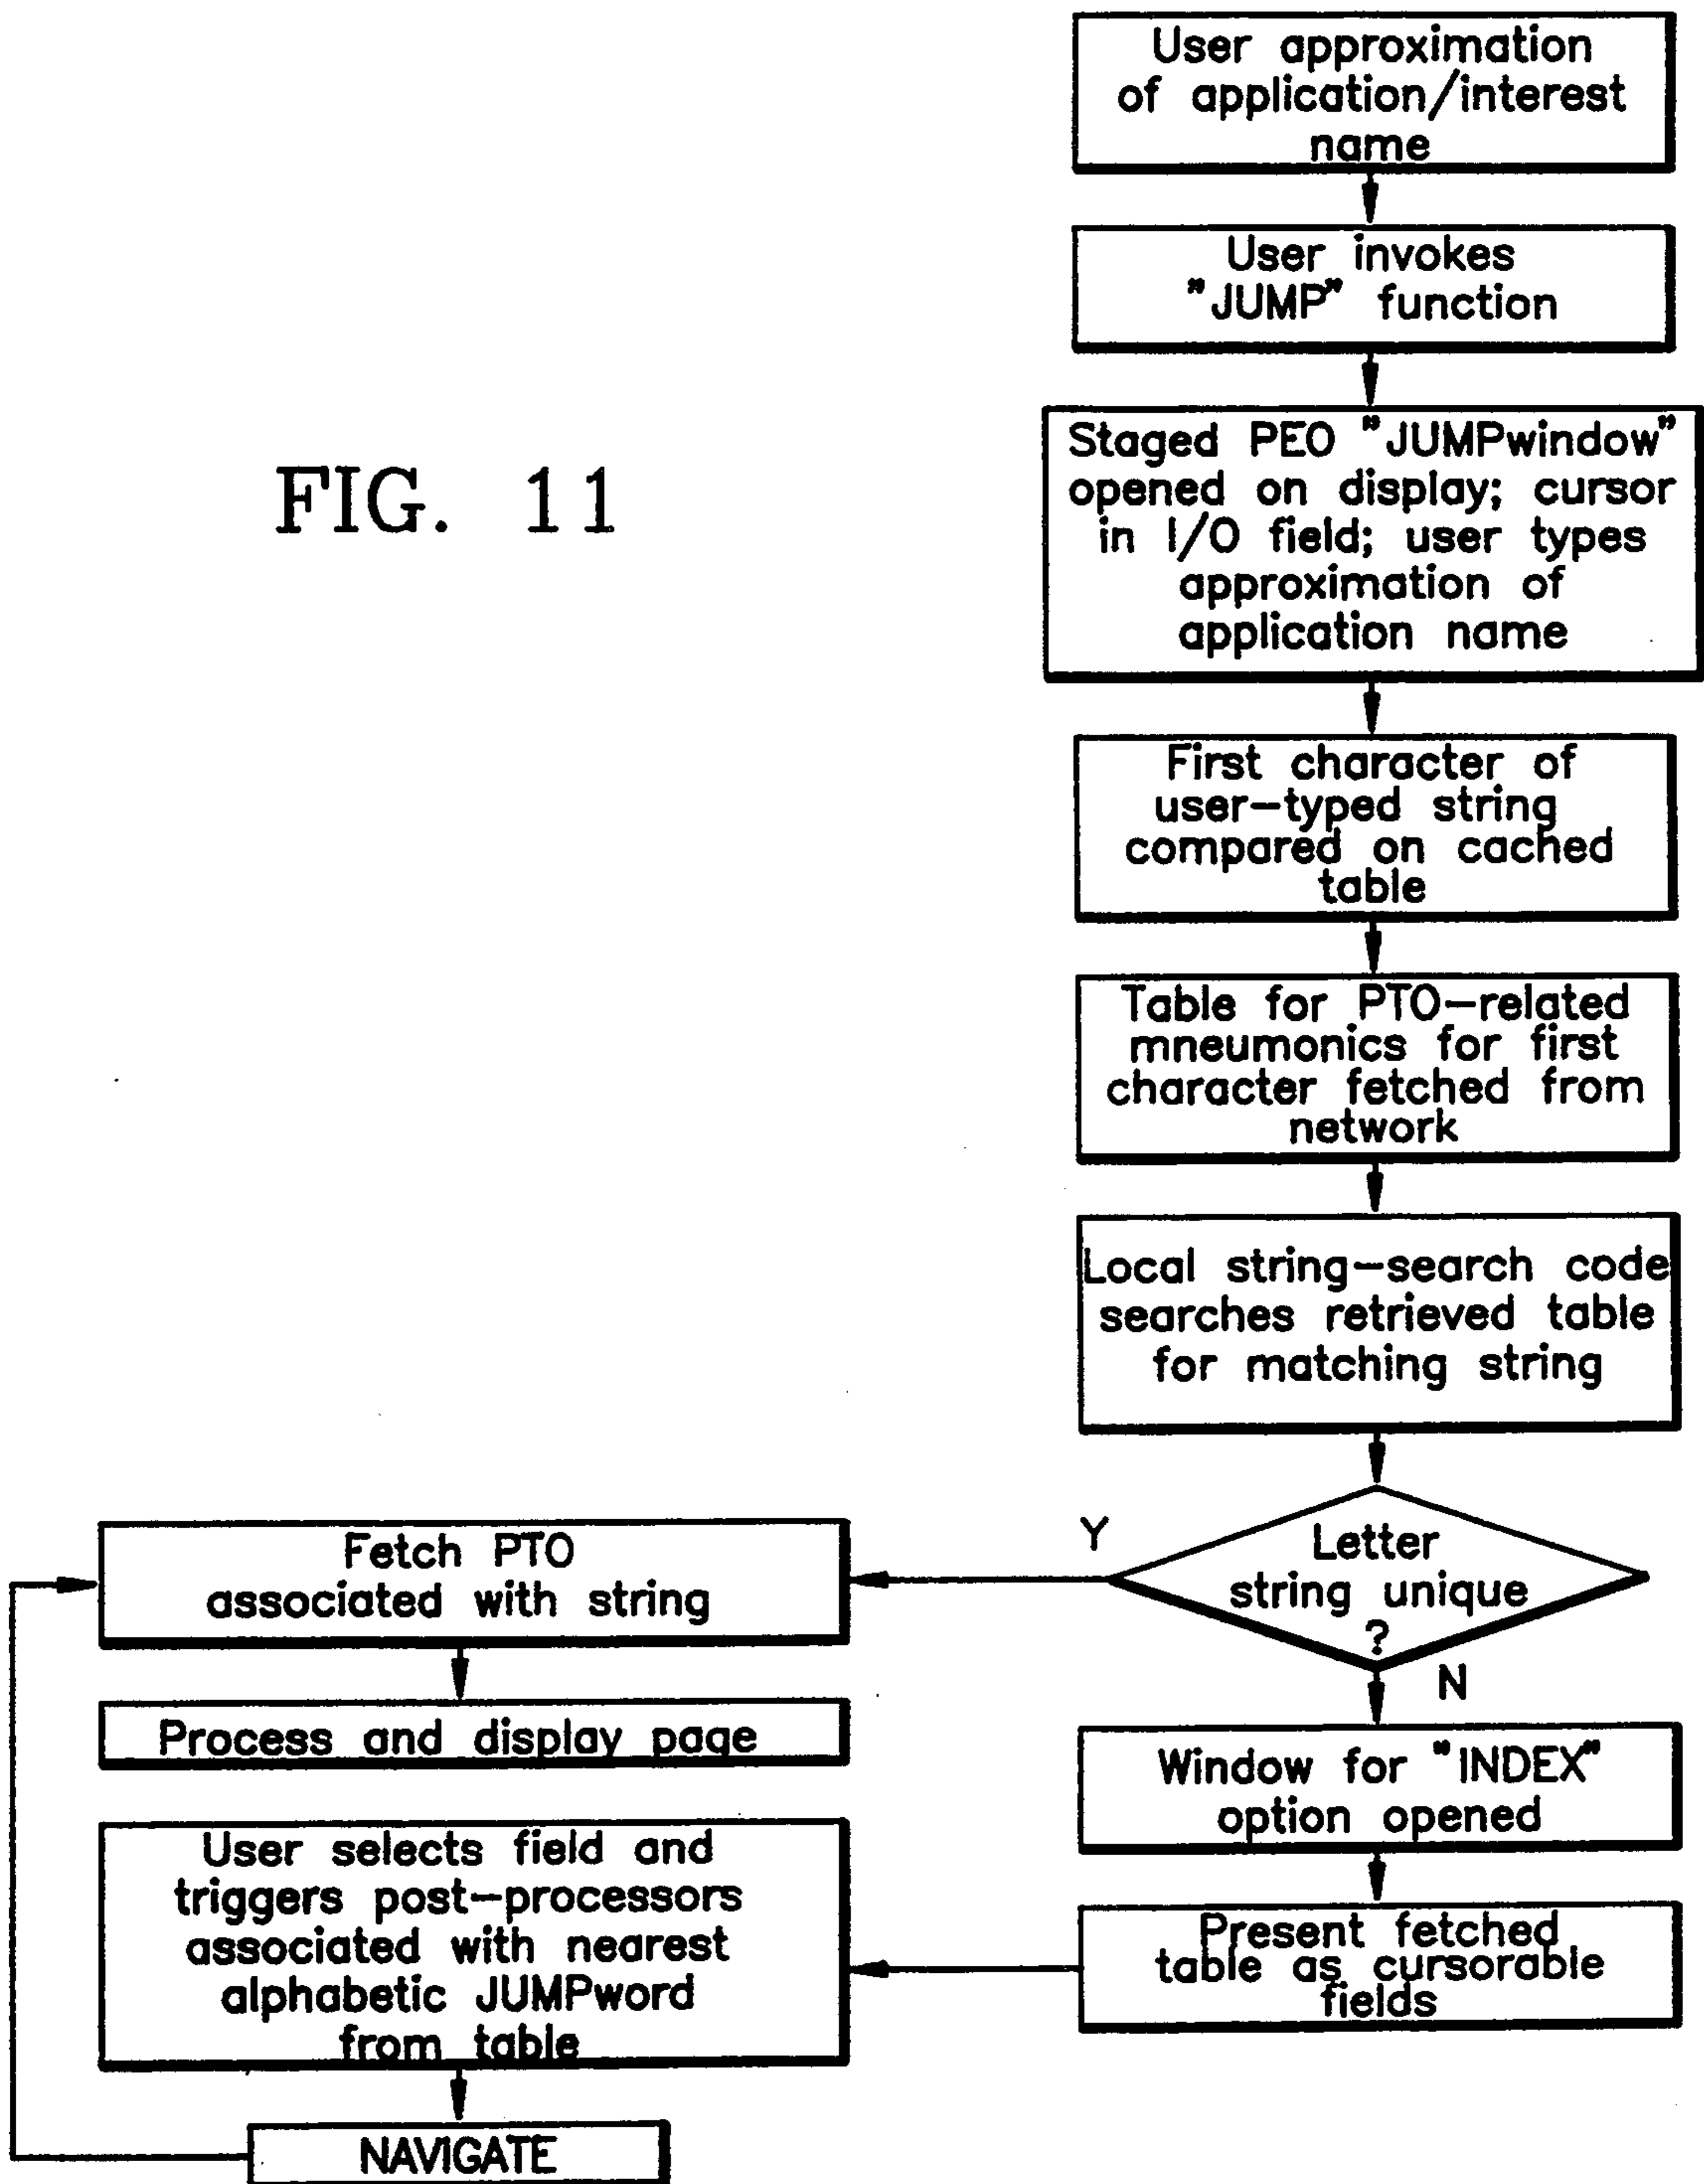 User approximation
of application/interest
name
User invokes
"JUMP" function
FIG. 11
Staged PEO "JUMPwindow"
opened on display; cursor
in I/O field; user types
approximation of
application name
First character of
user-typed string
compared on cached
table
Table for PTO-related
mneumonics for first
character fetched from
network
Local string-search code
searches retrieved table
for matching string
Letter
string unique
?
Y
N
Fetch PTO
associated with string
Process and display page
Window for "INDEX"
option opened
Present fetched
table as cursorable
fields
User selects field and
triggers post-processors
associated with nearest
alphabetic JUMPword
from table
NAVIGATE